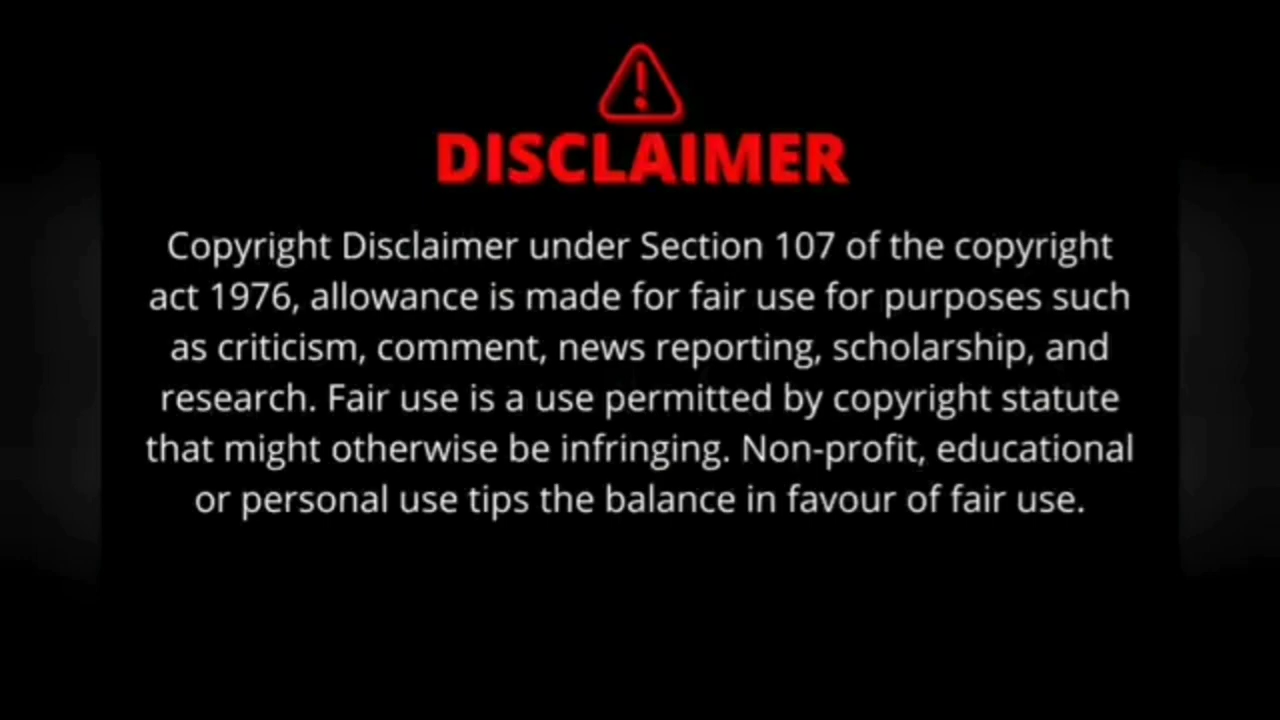 DISCLAIMER
Copyright Disclaimer under Section 107 of the copyright
act 1976, allowance is made for fair use for purposes such
as criticism, comment, news reporting, scholarship, and
research. Fair use is a use permitted by copyright statute
that might otherwise be infringing. Non-profit, educational
or personal use tips the balance in favour of fair use.